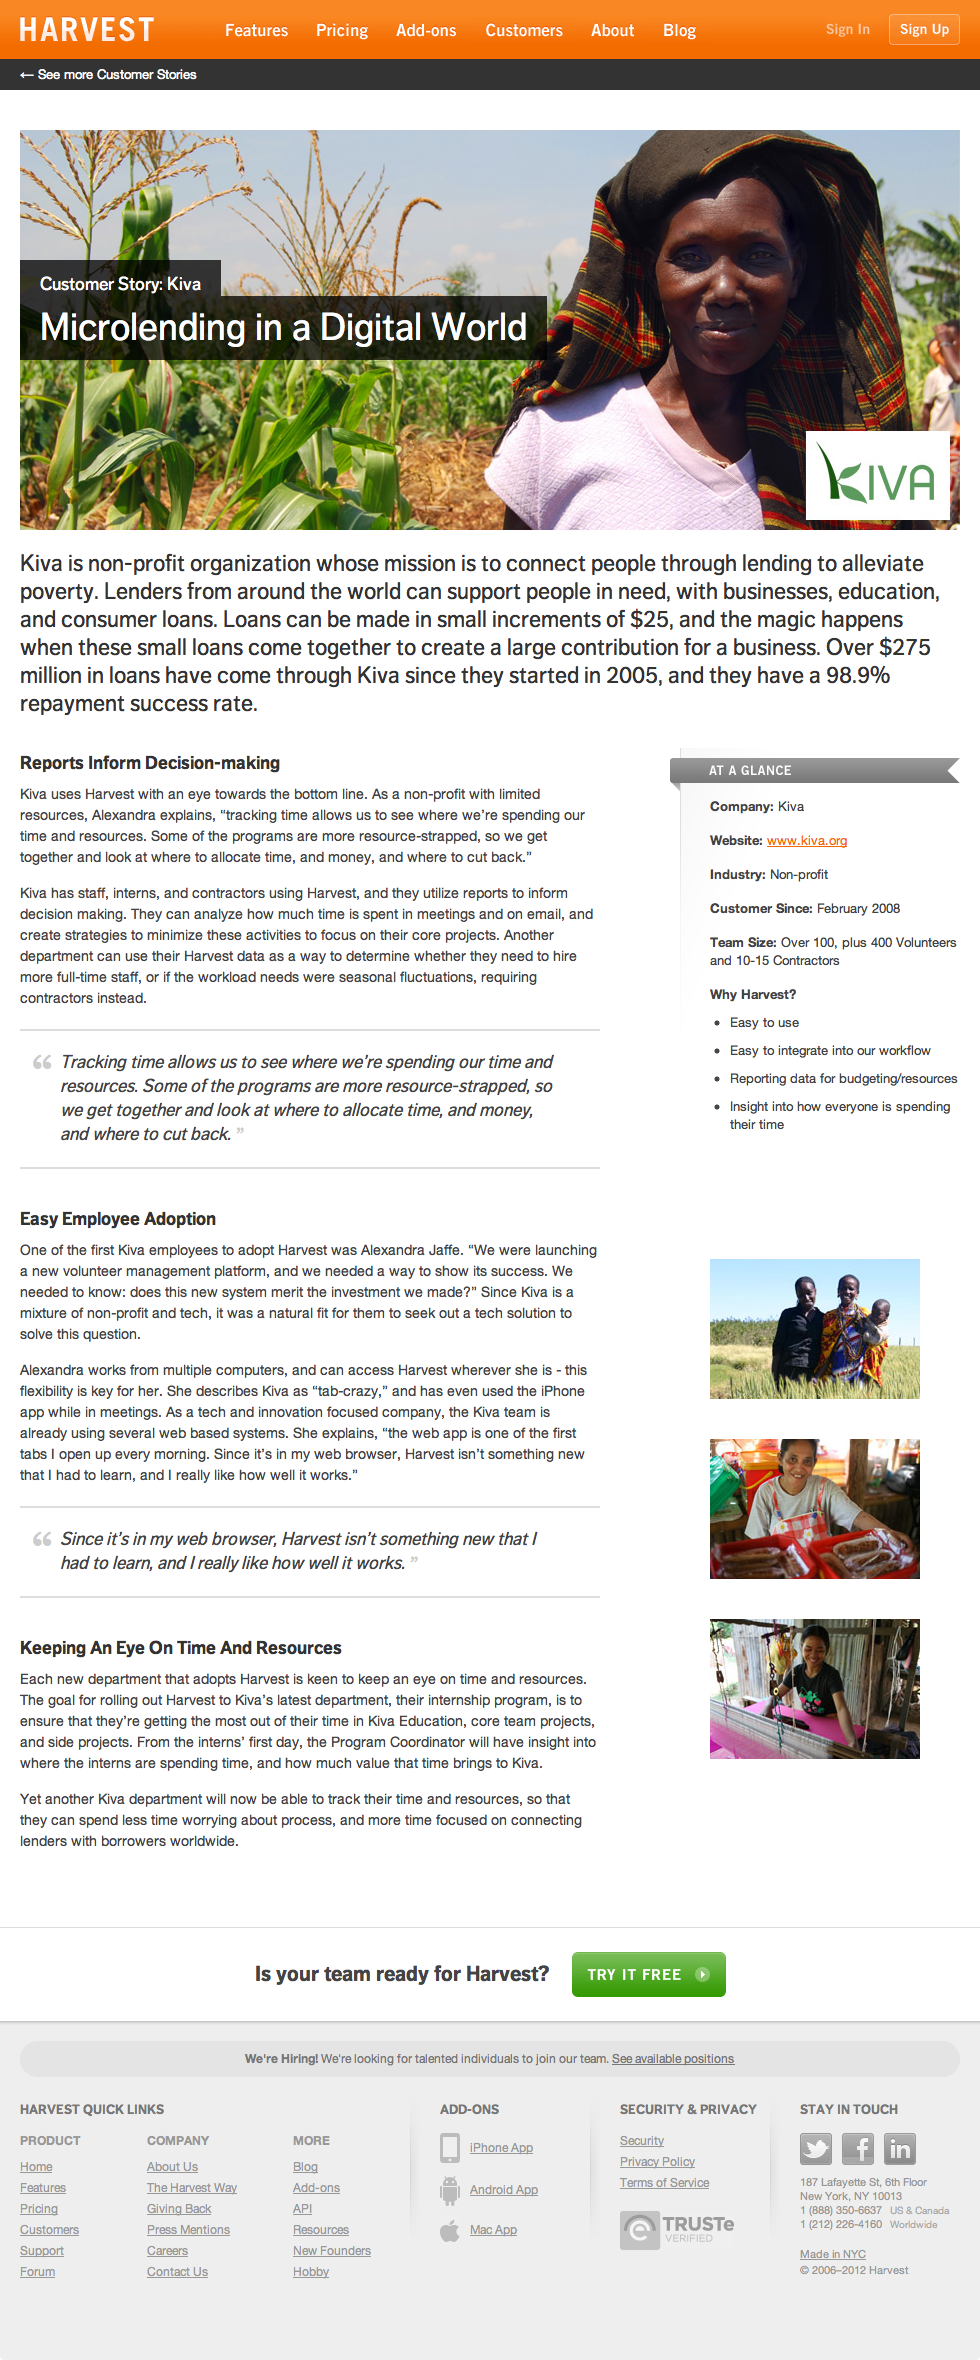 HARVEST
Features Pricing Add-ons Customers About Blog
Sign In Sign Up
← See more Customer Stories
Customer Story: Kiva
Microlending in a Digital World
KIVA
Kiva is non-profit organization whose mission is to connect people through lending to alleviate
poverty. Lenders from around the world can support people in need, with businesses, education,
and consumer loans. Loans can be made in small increments of $25, and the magic happens
when these small loans come together to create a large contribution for a business. Over $275
million in loans have come through Kiva since they started in 2005, and they have a 98.9%
repayment success rate.
Reports Inform Decision-making
Kiva uses Harvest with an eye towards the bottom line. As a non-profit with limited
resources, Alexandra explains, “tracking time allows us to see where we’re spending our
time and resources. Some of the programs are more resource-strapped, so we get
together and look at where to allocate time, and money, and where to cut back.”
Kiva has staff, interns, and contractors using Harvest, and they utilize reports to inform
decision making. They can analyze how much time is spent in meetings and on email, and
create strategies to minimize these activities to focus on their core projects. Another
department can use their Harvest data as a way to determine whether they need to hire
more full-time staff, or if the workload needs were seasonal fluctuations, requiring
contractors instead.
“ Tracking time allows us to see where we’re spending our time and
resources. Some of the programs are more resource-strapped, so
we get together and look at where to allocate time, and money,
and where to cut back. ”
Easy Employee Adoption
One of the first Kiva employees to adopt Harvest was Alexandra Jaffe. “We were launching
a new volunteer management platform, and we needed a way to show its success. We
needed to know: does this new system merit the investment we made?” Since Kiva is a
mixture of non-profit and tech, it was a natural fit for them to seek out a tech solution to
solve this question.
Alexandra works from multiple computers, and can access Harvest wherever she is - this
flexibility is key for her. She describes Kiva as “tab-crazy,” and has even used the iPhone
app while in meetings. As a tech and innovation focused company, the Kiva team is
already using several web based systems. She explains, “the web app is one of the first
tabs I open up every morning. Since it’s in my web browser, Harvest isn’t something new
that I had to learn, and I really like how well it works.”
“ Since it’s in my web browser, Harvest isn’t something new that I
had to learn, and I really like how well it works. ”
Keeping An Eye On Time And Resources
Each new department that adopts Harvest is keen to keep an eye on time and resources.
The goal for rolling out Harvest to Kiva’s latest department, their internship program, is to
ensure that they’re getting the most out of their time in Kiva Education, core team projects,
and side projects. From the interns’ first day, the Program Coordinator will have insight into
where the interns are spending time, and how much value that time brings to Kiva.
Yet another Kiva department will now be able to track their time and resources, so that
they can spend less time worrying about process, and more time focused on connecting
lenders with borrowers worldwide.
AT A GLANCE
Company: Kiva
Website: www.kiva.org
Industry: Non-profit
Customer Since: February 2008
Team Size: Over 100, plus 400 Volunteers
and 10-15 Contractors
Why Harvest?
• Easy to use
• Easy to integrate into our workflow
• Reporting data for budgeting/resources
• Insight into how everyone is spending
their time
Is your team ready for Harvest?
TRY IT FREE
We're Hiring! We're looking for talented individuals to join our team. See available positions
HARVEST QUICK LINKS
PRODUCT
Home
Features
Pricing
Customers
Support
Forum
COMPANY
About Us
The Harvest Way
Giving Back
Press Mentions
Careers
Contact Us
MORE
Blog
Add-ons
API
Resources
New Founders
Hobby
ADD-ONS
iPhone App
Android App
Mac App
SECURITY & PRIVACY
Security
Privacy Policy
Terms of Service
TRUSTe
VERIFIED
STAY IN TOUCH
187 Lafayette St, 6th Floor
New York, NY 10013
1 (888) 350-6637 US & Canada
1 (212) 226-4160 Worldwide
Made in NYC
© 2006–2012 Harvest